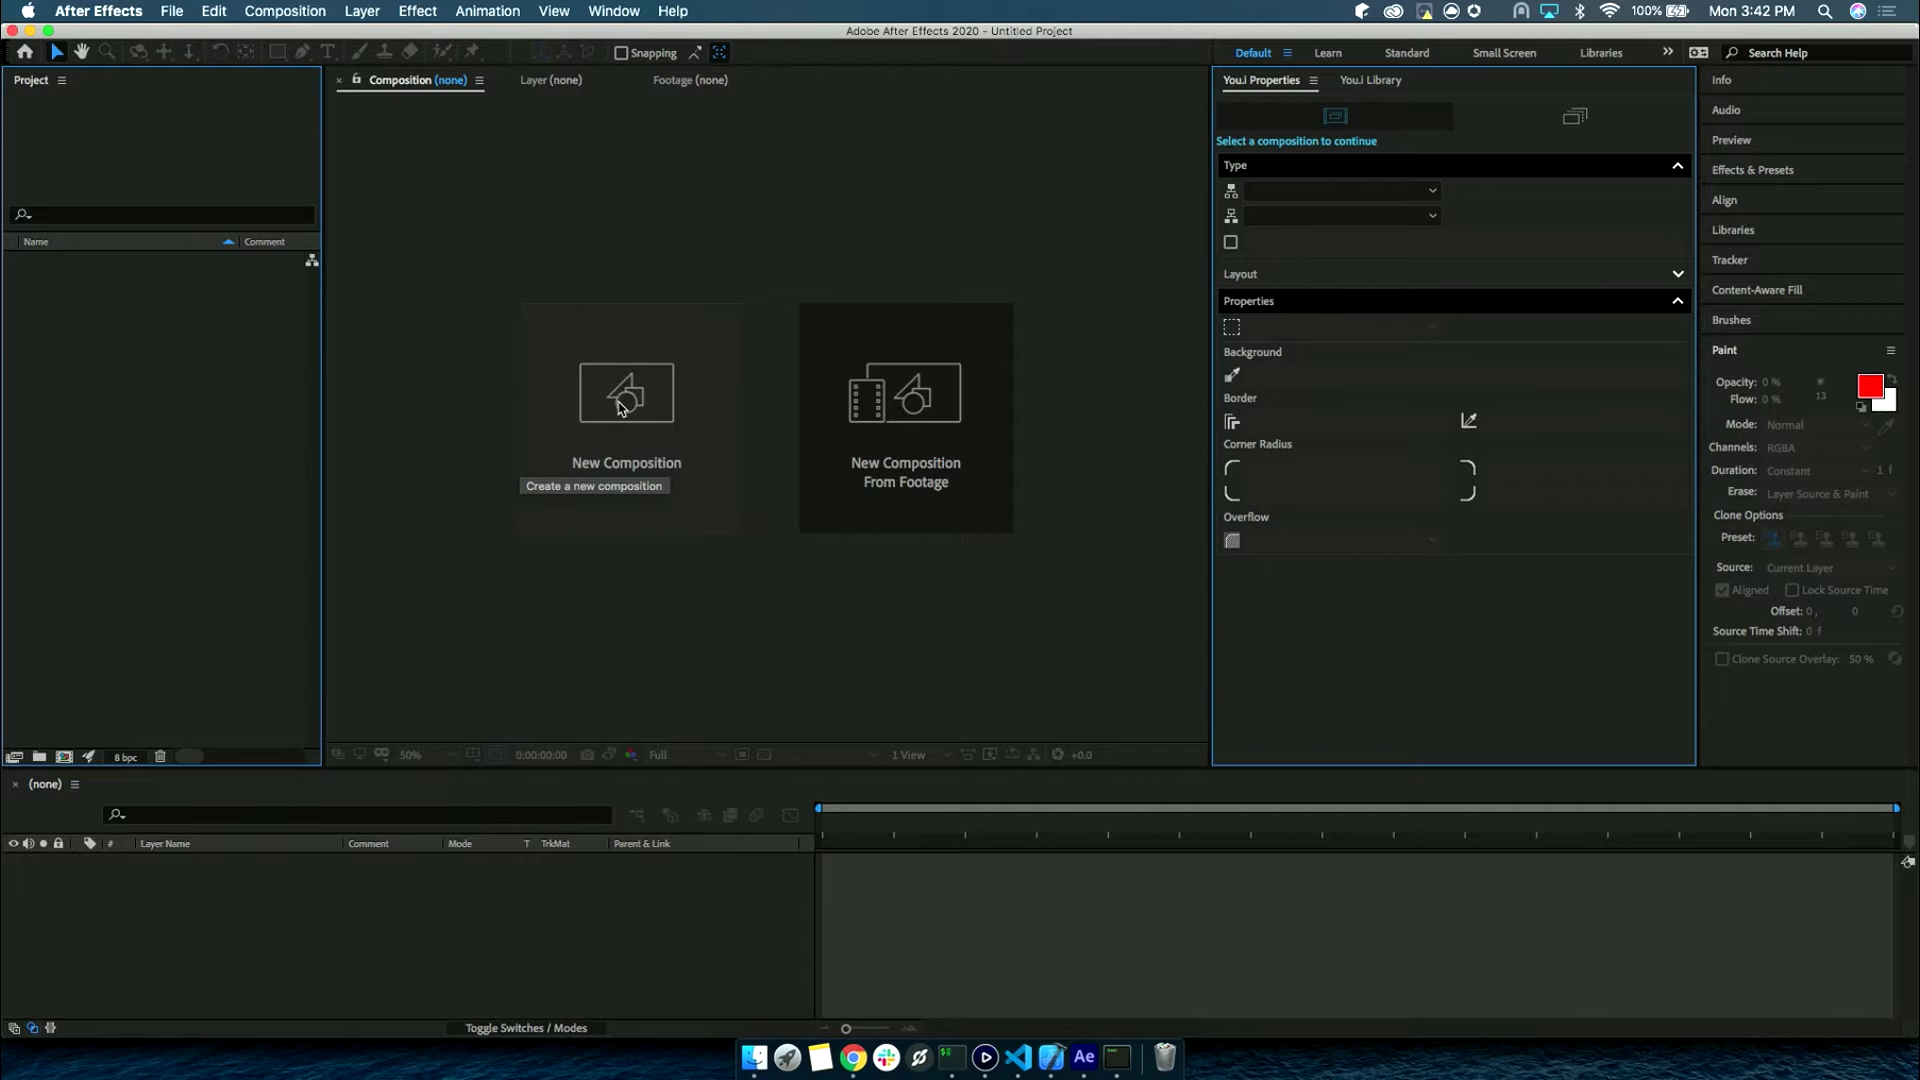 After Effects File Edit Composition Layer Effect Animation View Window Help 100% Mon 3:42 PM
Adobe After Effects 2020 - Untitled Project
Snapping Default Learn Standard Small Screen Libraries Search Help
Project
Composition (none) Layer (none) Footage (none)
You.i Properties You.i Library
Info
Audio
Select a composition to continue
Preview
Type
Effects & Presets
Align
Name Comment
Libraries
Tracker
Layout
Content-Aware Fill
Properties
Brushes
Paint
Background
Opacity: 0 %
Flow: 0 % 13
Border
Mode: Normal
Corner Radius
Channels: RGBA
New Composition
New Composition
From Footage
Create a new composition
Duration: Constant 1 f
Erase: Layer Source & Paint
Clone Options
Overflow
Preset:
Source: Current Layer
Aligned Lock Source Time
Offset: 0 , 0
Source Time Shift: 0 f
Clone Source Overlay: 50 %
8 bpc
50% 0:00:00:00 Full 1 View +0.0
(none)
# Layer Name Comment Mode T TrkMat Parent & Link
Toggle Switches / Modes
Ae